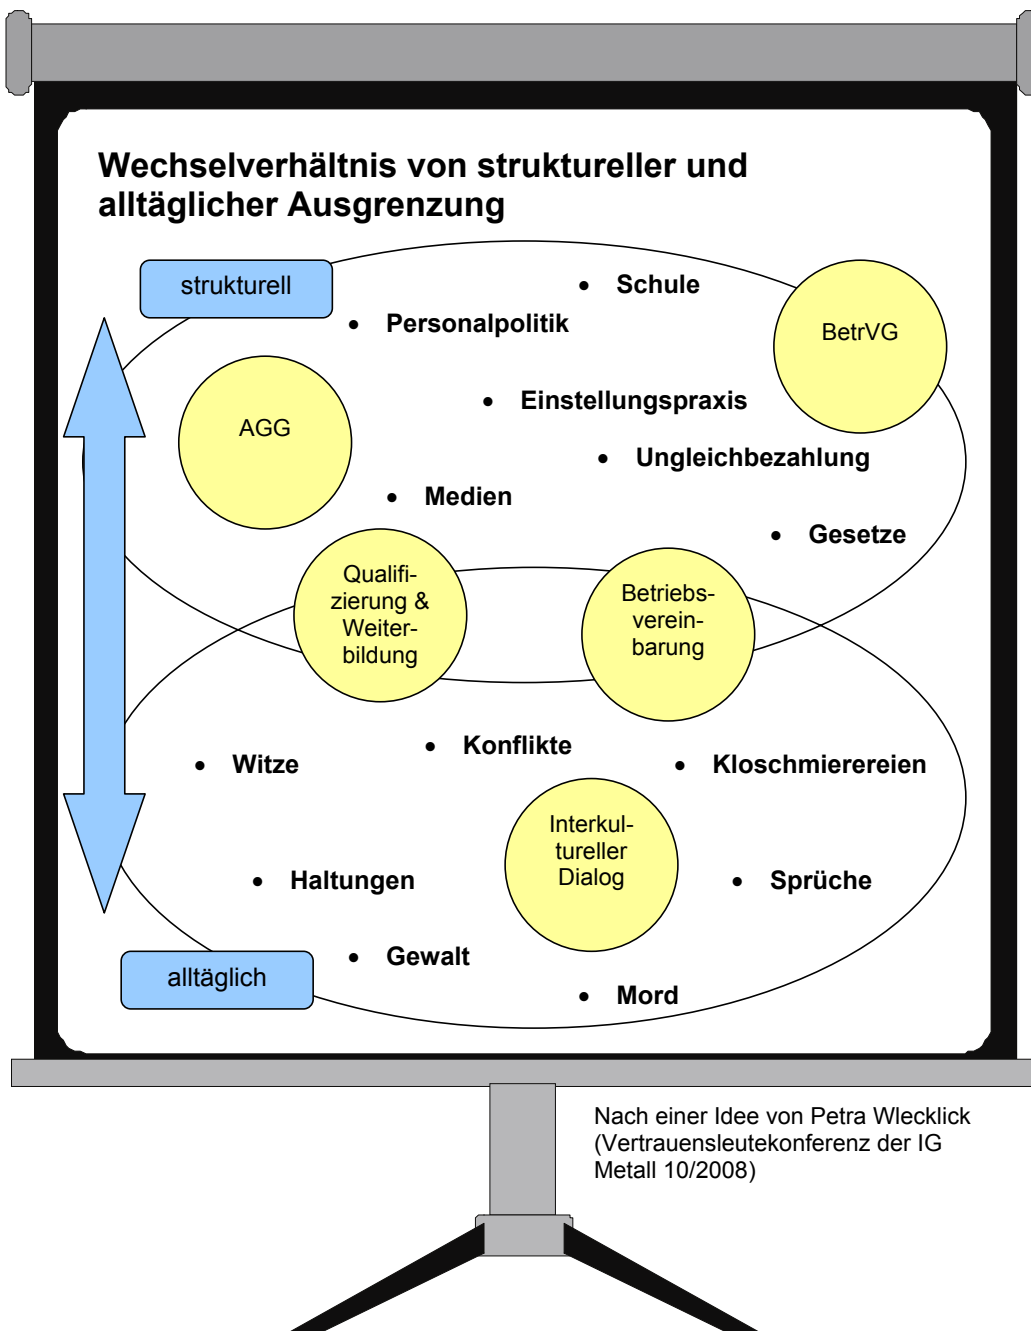 Wechselverhältnis von struktureller und
alltäglicher Ausgrenzung
strukturell
• Schule
• Personalpolitik
BetrVG
• Einstellungspraxis
AGG
• Ungleichbezahlung
• Medien
• Gesetze
Qualifi-
zierung &
Weiter-
bildung
Betriebs-
verein-
barung
• Konflikte
• Witze
• Kloschmierereien
Interkul-
tureller
Dialog
• Haltungen
• Sprüche
• Gewalt
alltäglich
• Mord
Nach einer Idee von Petra Wlecklick
(Vertrauensleutekonferenz der IG
Metall 10/2008)